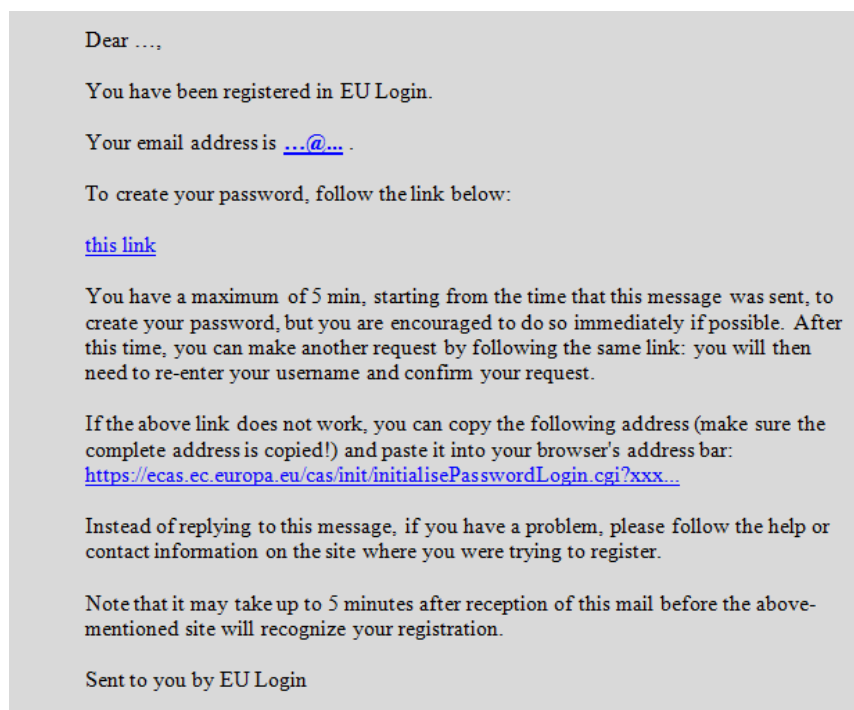 Dear …,
You have been registered in EU Login.
Your email address is …@... .
To create your password, follow the link below:
this link
You have a maximum of 5 min, starting from the time that this message was sent, to
create your password, but you are encouraged to do so immediately if possible. After
this time, you can make another request by following the same link: you will then
need to re-enter your username and confirm your request.
If the above link does not work, you can copy the following address (make sure the
complete address is copied!) and paste it into your browser's address bar:
https://ecas.ec.europa.eu/cas/init/initialisePasswordLogin.cgi?xxx...
Instead of replying to this message, if you have a problem, please follow the help or
contact information on the site where you were trying to register.
Note that it may take up to 5 minutes after reception of this mail before the above-
mentioned site will recognize your registration.
Sent to you by EU Login